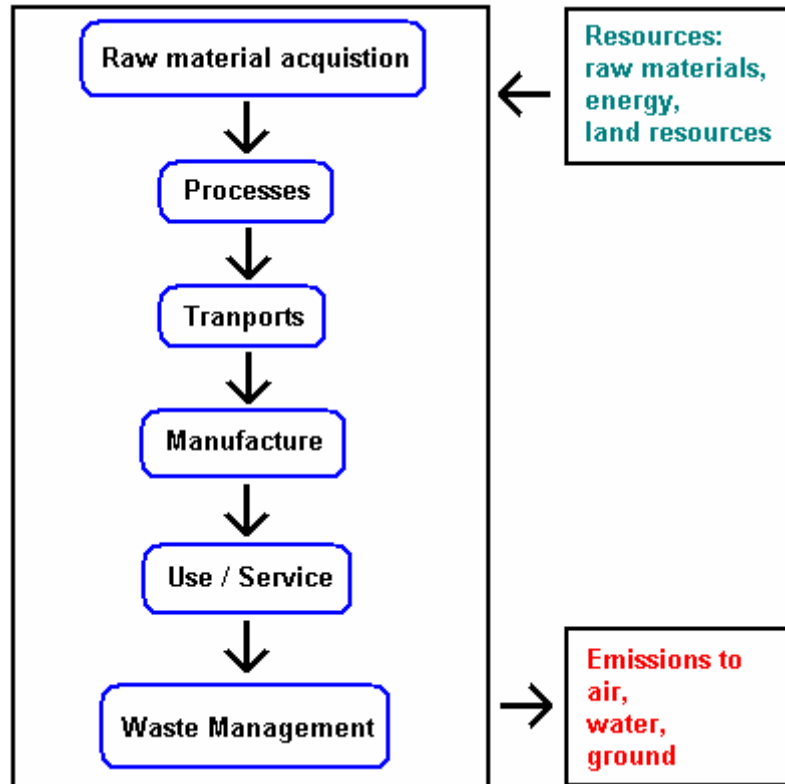 Raw material acquistion
Processes
Tranports
Manufacture
Use / Service
Waste Management
Resources:
raw materials,
energy,
land resources
Emissions to
air,
water,
ground